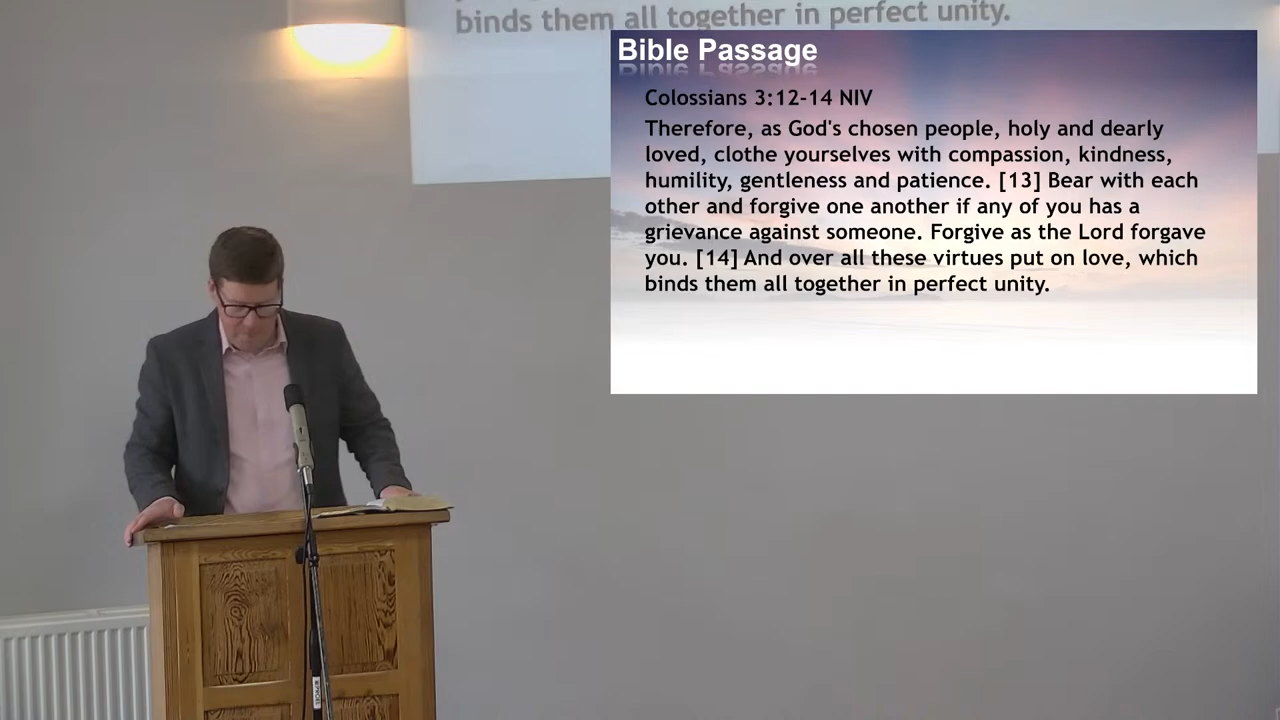 binds them all together in perfect unity.
Bible Passage
Colossians 3:12-14 NIV
Therefore, as God's chosen people, holy and dearly
loved, clothe yourselves with compassion, kindness,
humility, gentleness and patience. [13] Bear with each
other and forgive one another if any of you has a
grievance against someone. Forgive as the Lord forgave
you. [14] And over all these virtues put on love, which
binds them all together in perfect unity.